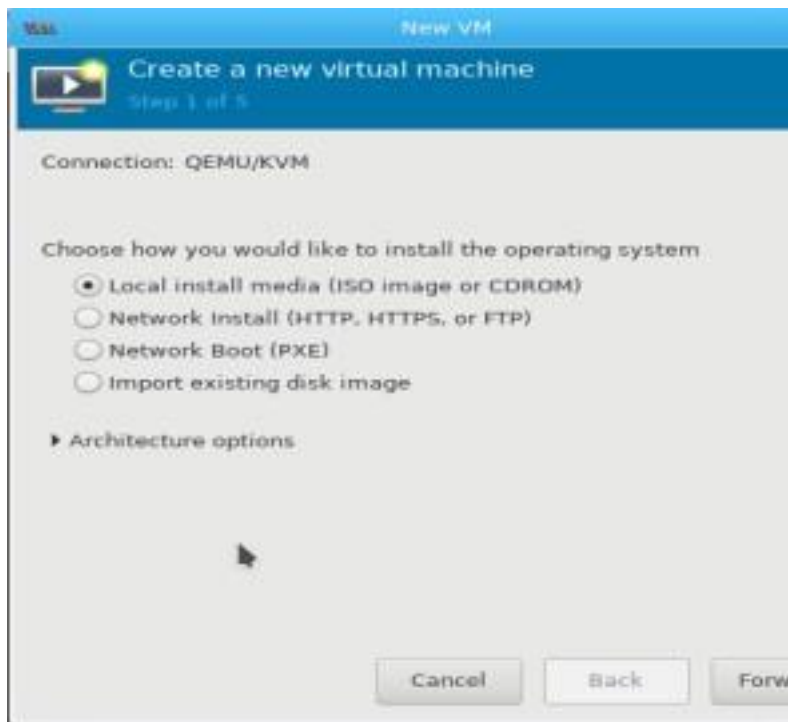 New VM
Create a new virtual machine
Step 1 of 5
Connection: QEMU/KVM
Choose how you would like to install the operating system
Local install media (ISO image or CDROM)
Network Install (HTTP, HTTPS, or FTP)
Network Boot (PXE)
Import existing disk image
Architecture options
Cancel
Back
Forw